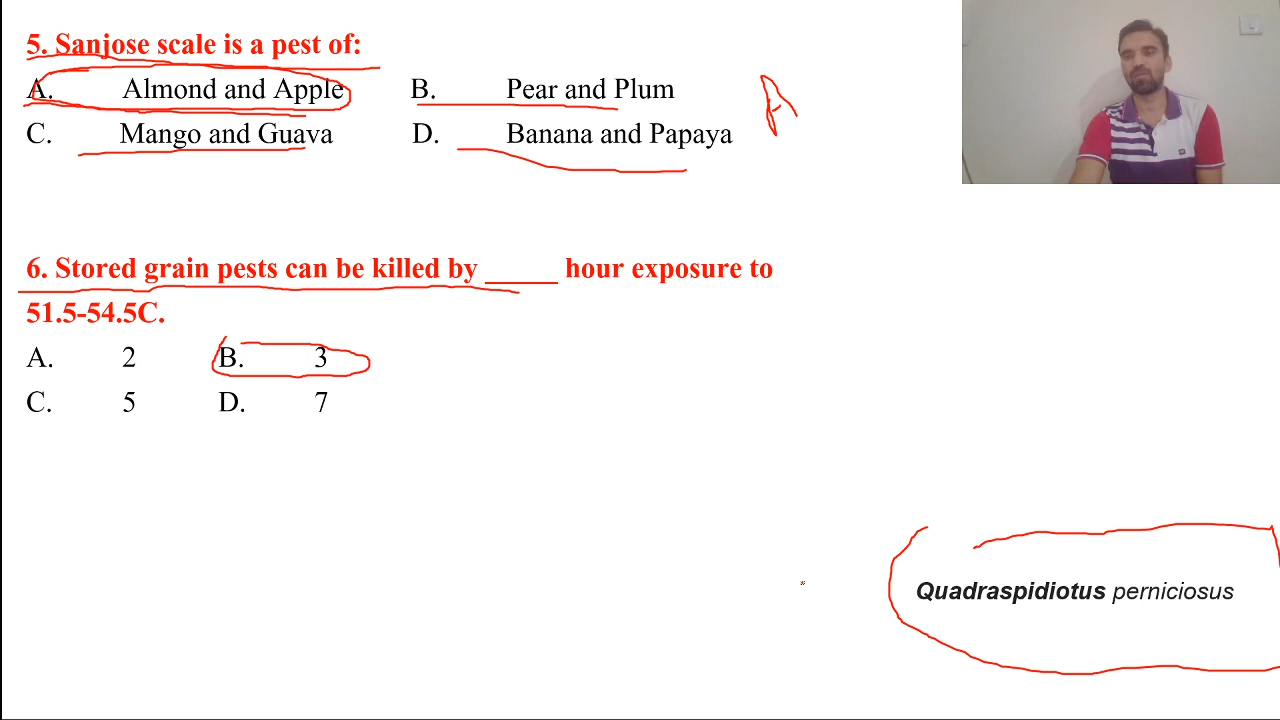 5. Sanjose scale is a pest of:
A. Almond and Apple B. Pear and Plum
C. Mango and Guava D. Banana and Papaya
A
6. Stored grain pests can be killed by _____ hour exposure to
51.5-54.5C.
A. 2 B. 3
C. 5 D. 7
Quadraspidiotus perniciosus